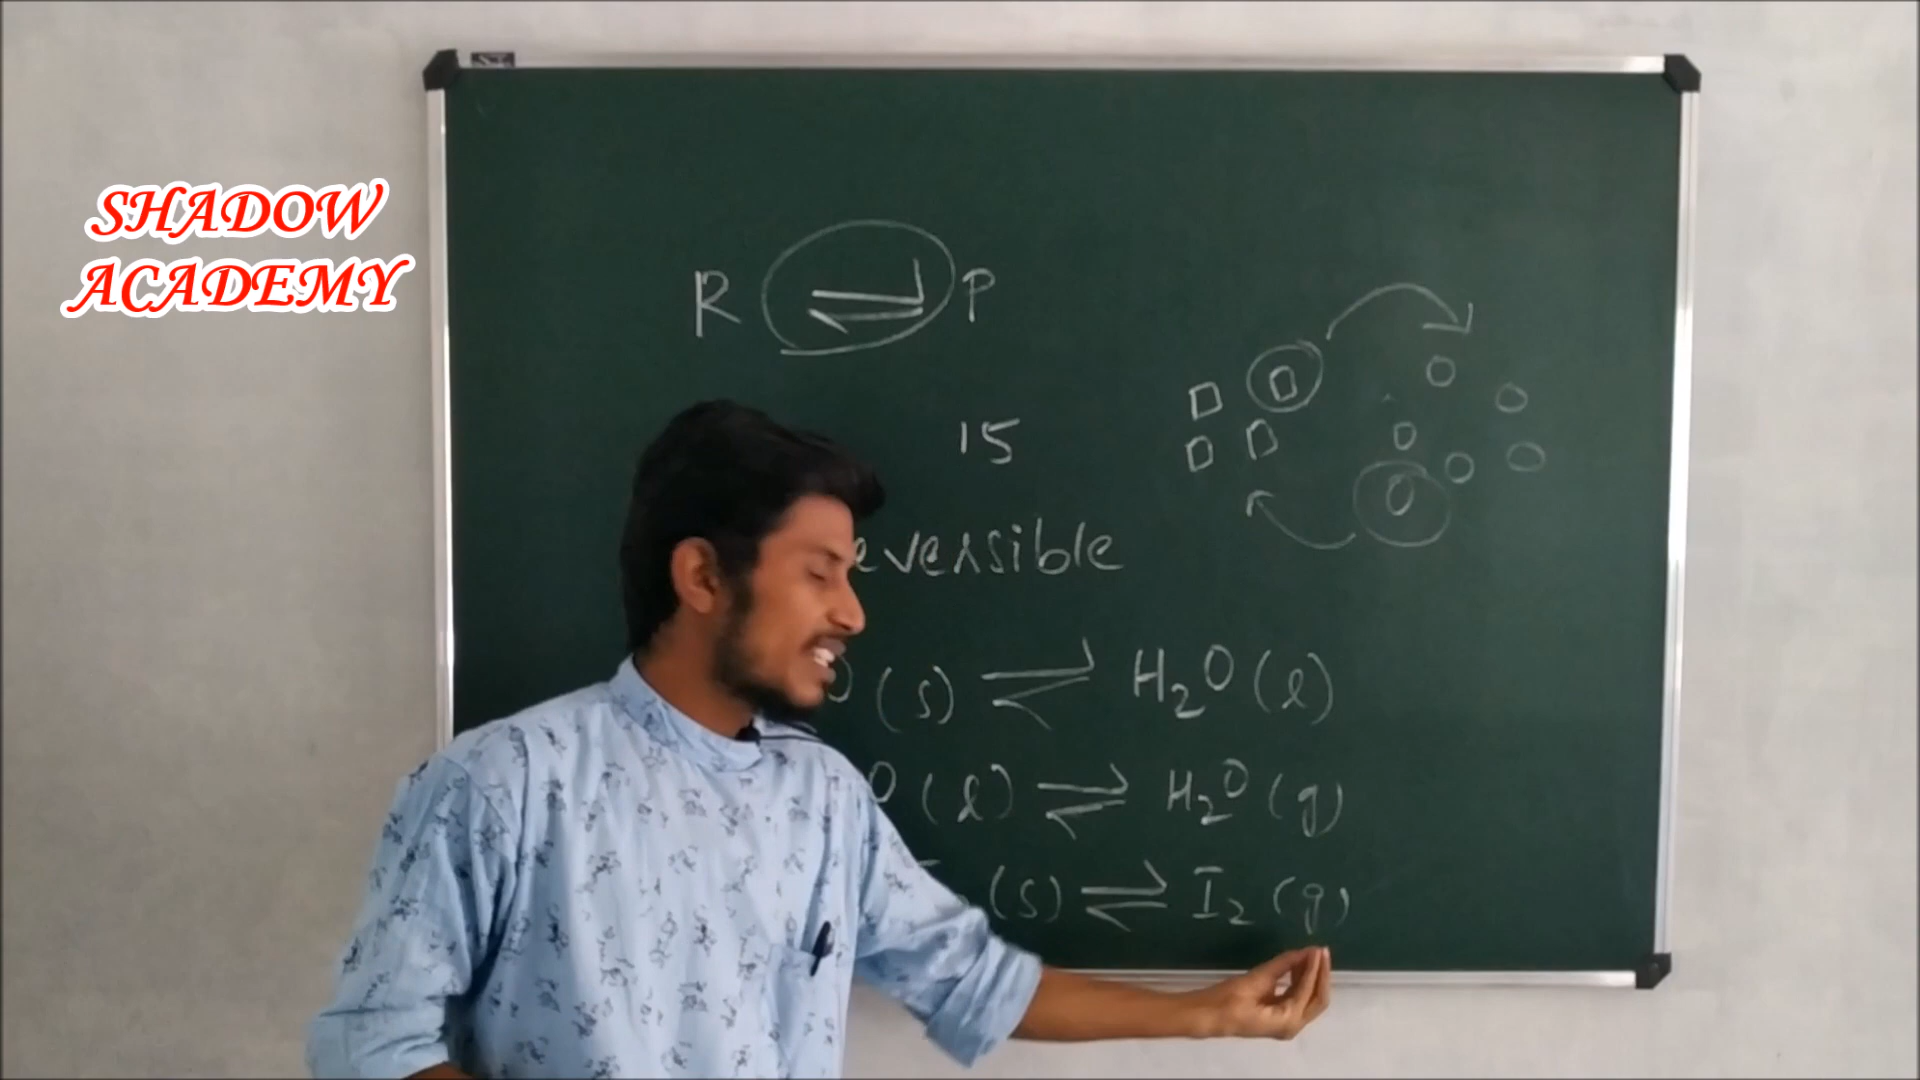 SHADOW
ACADEMY
R ⇌ P
15
eversible
O (s) ⇌ H₂O (l)
O (l) ⇌ H₂O (g)
(s) ⇌ I₂ (g)